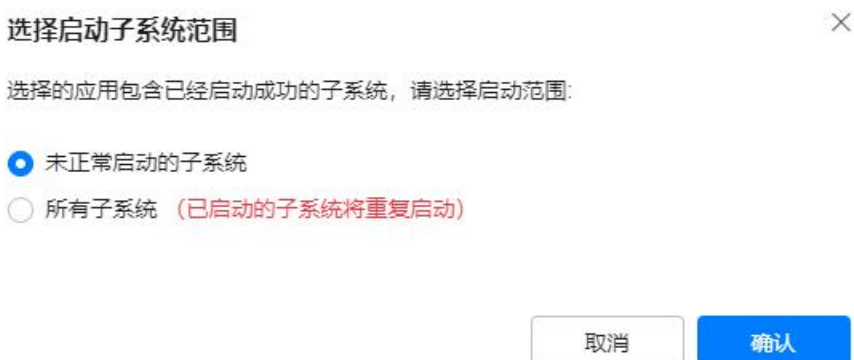 选择启动子系统范围
选择的应用包含已经启动成功的子系统，请选择启动范围:
未正常启动的子系统
所有子系统 （已启动的子系统将重复启动）
取消 确认